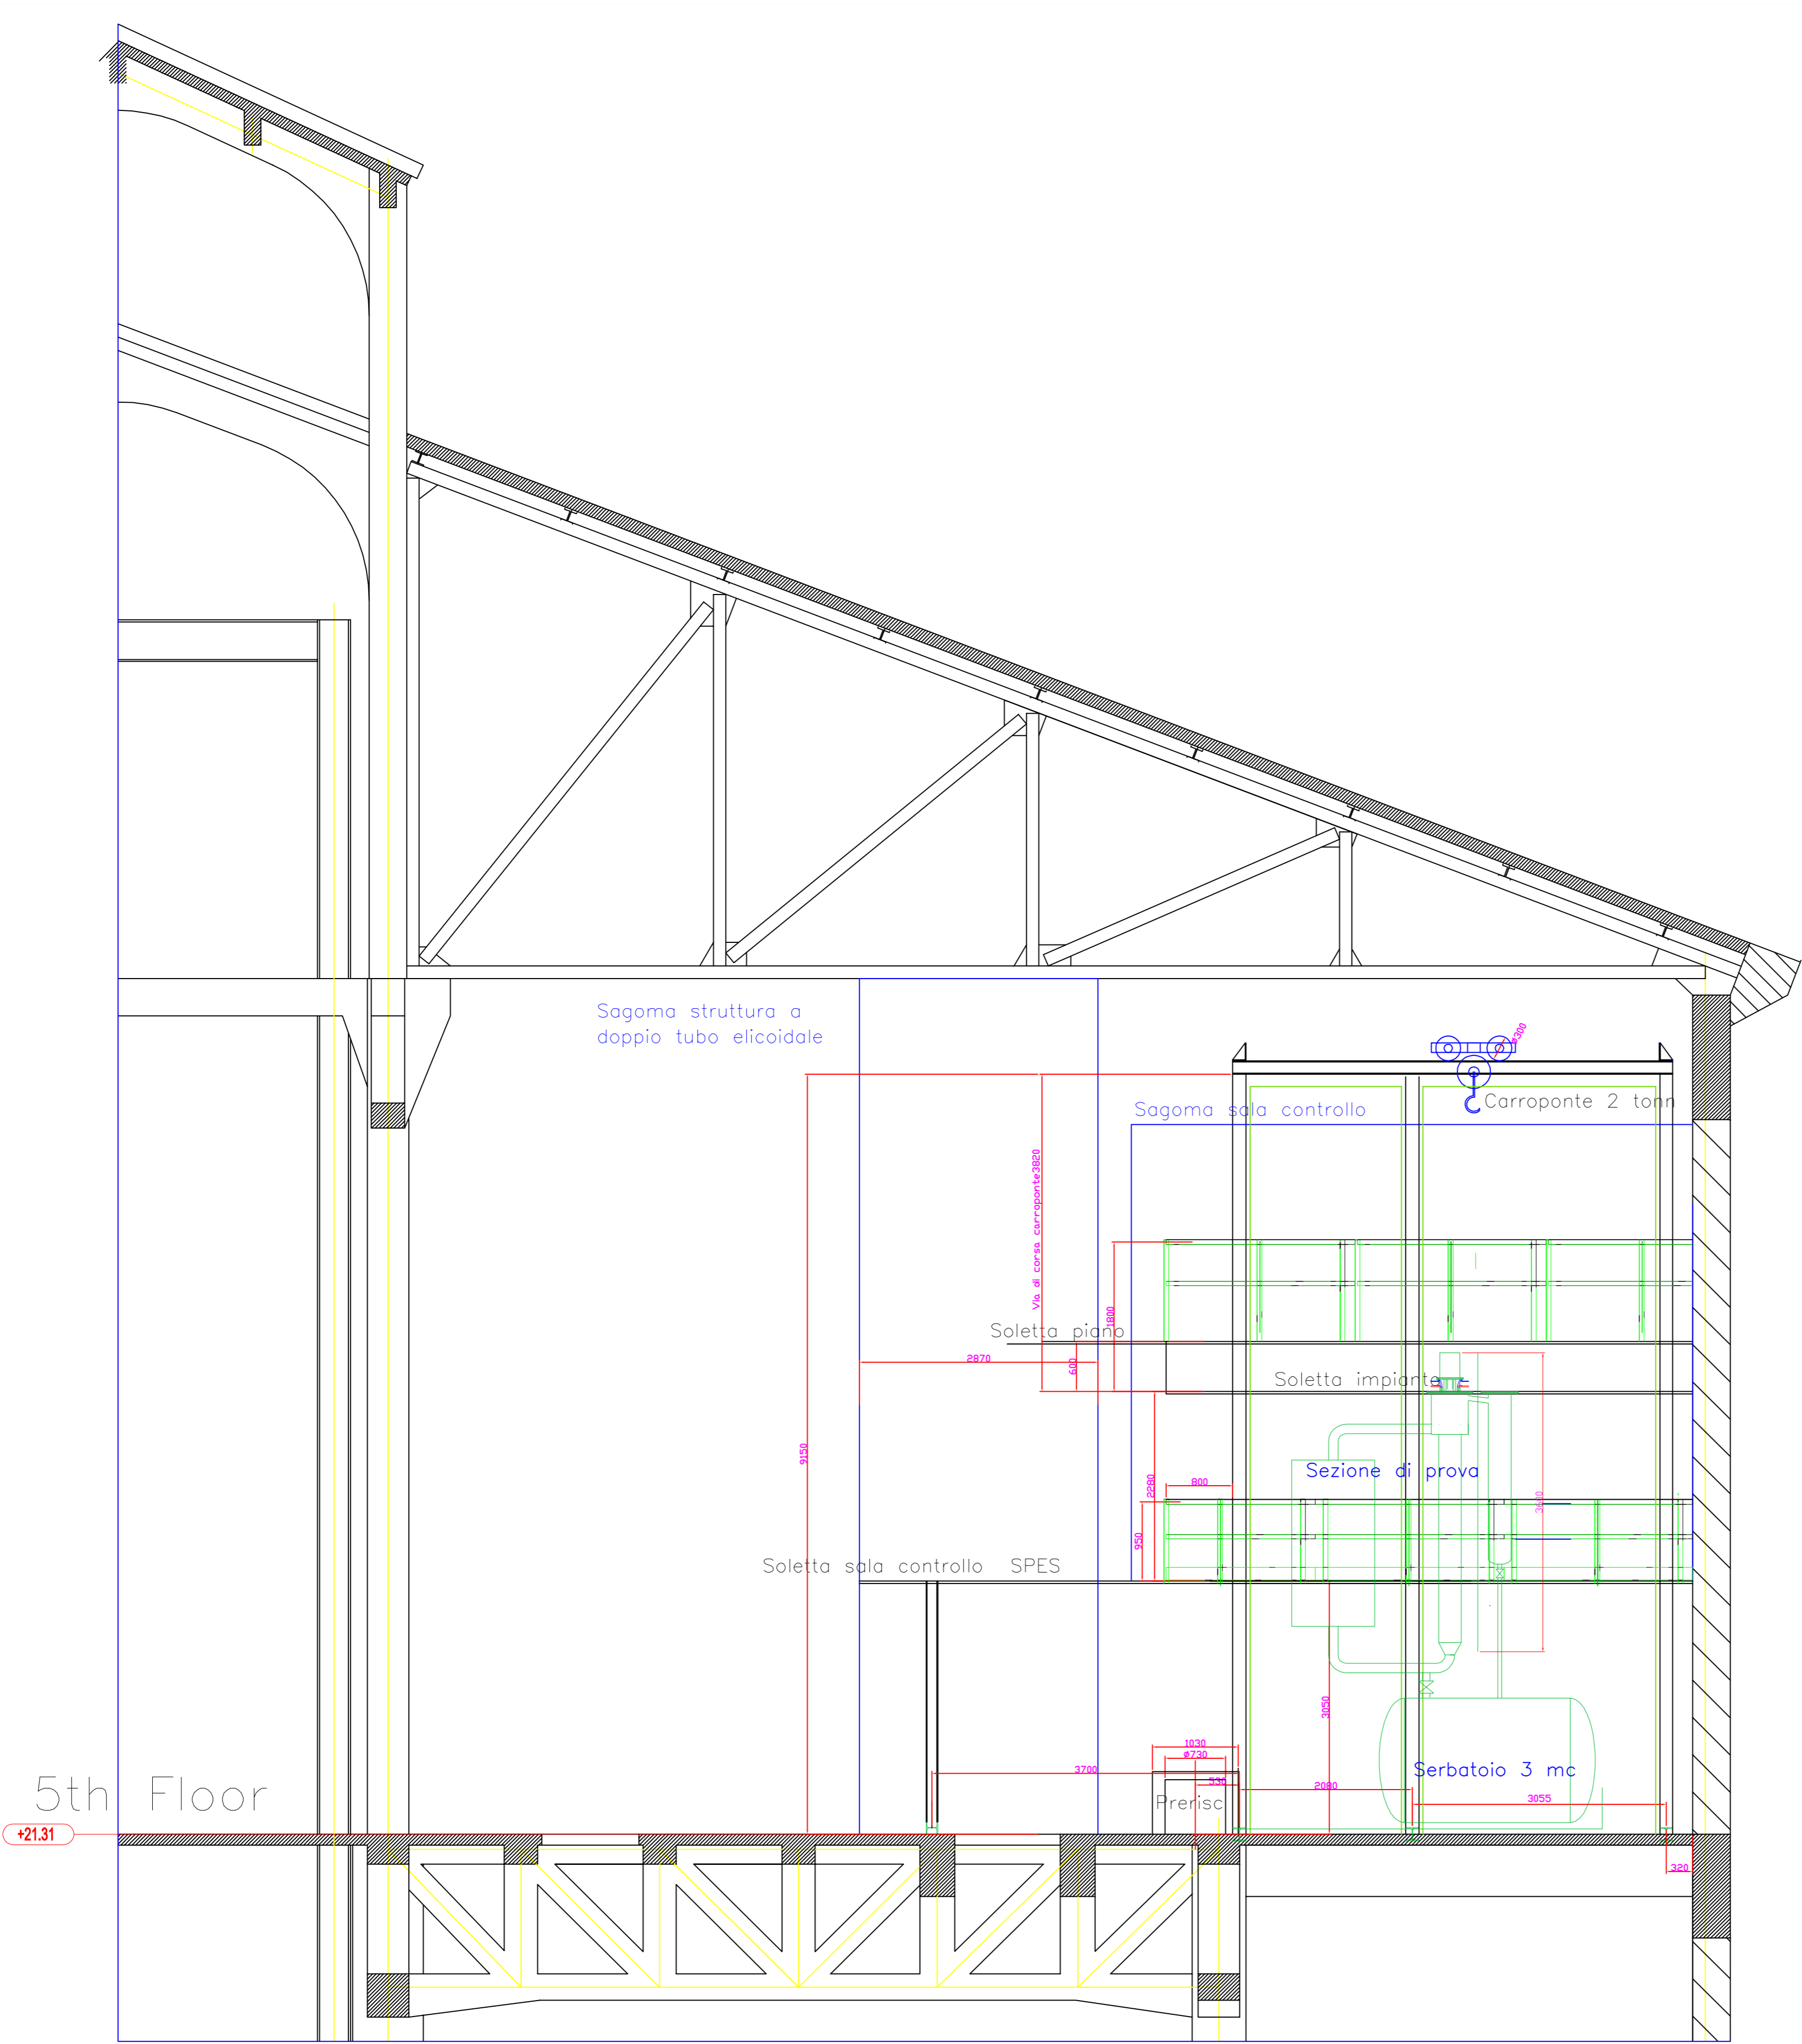 ø300
Sagoma struttura a
doppio tubo elicoidale
Carroponte 2 tonn
Sagoma sala controllo
Via di corsa carroponte3820
1800
Soletta piano
2870
600
Soletta impianto
9150
Sezione di prova
2280
800
950
Soletta sala controllo SPES
3050
1030
ø730
3700
530
Serbatoio 3 mc
5th Floor
2080
3055
Prerisc
+21.31
320